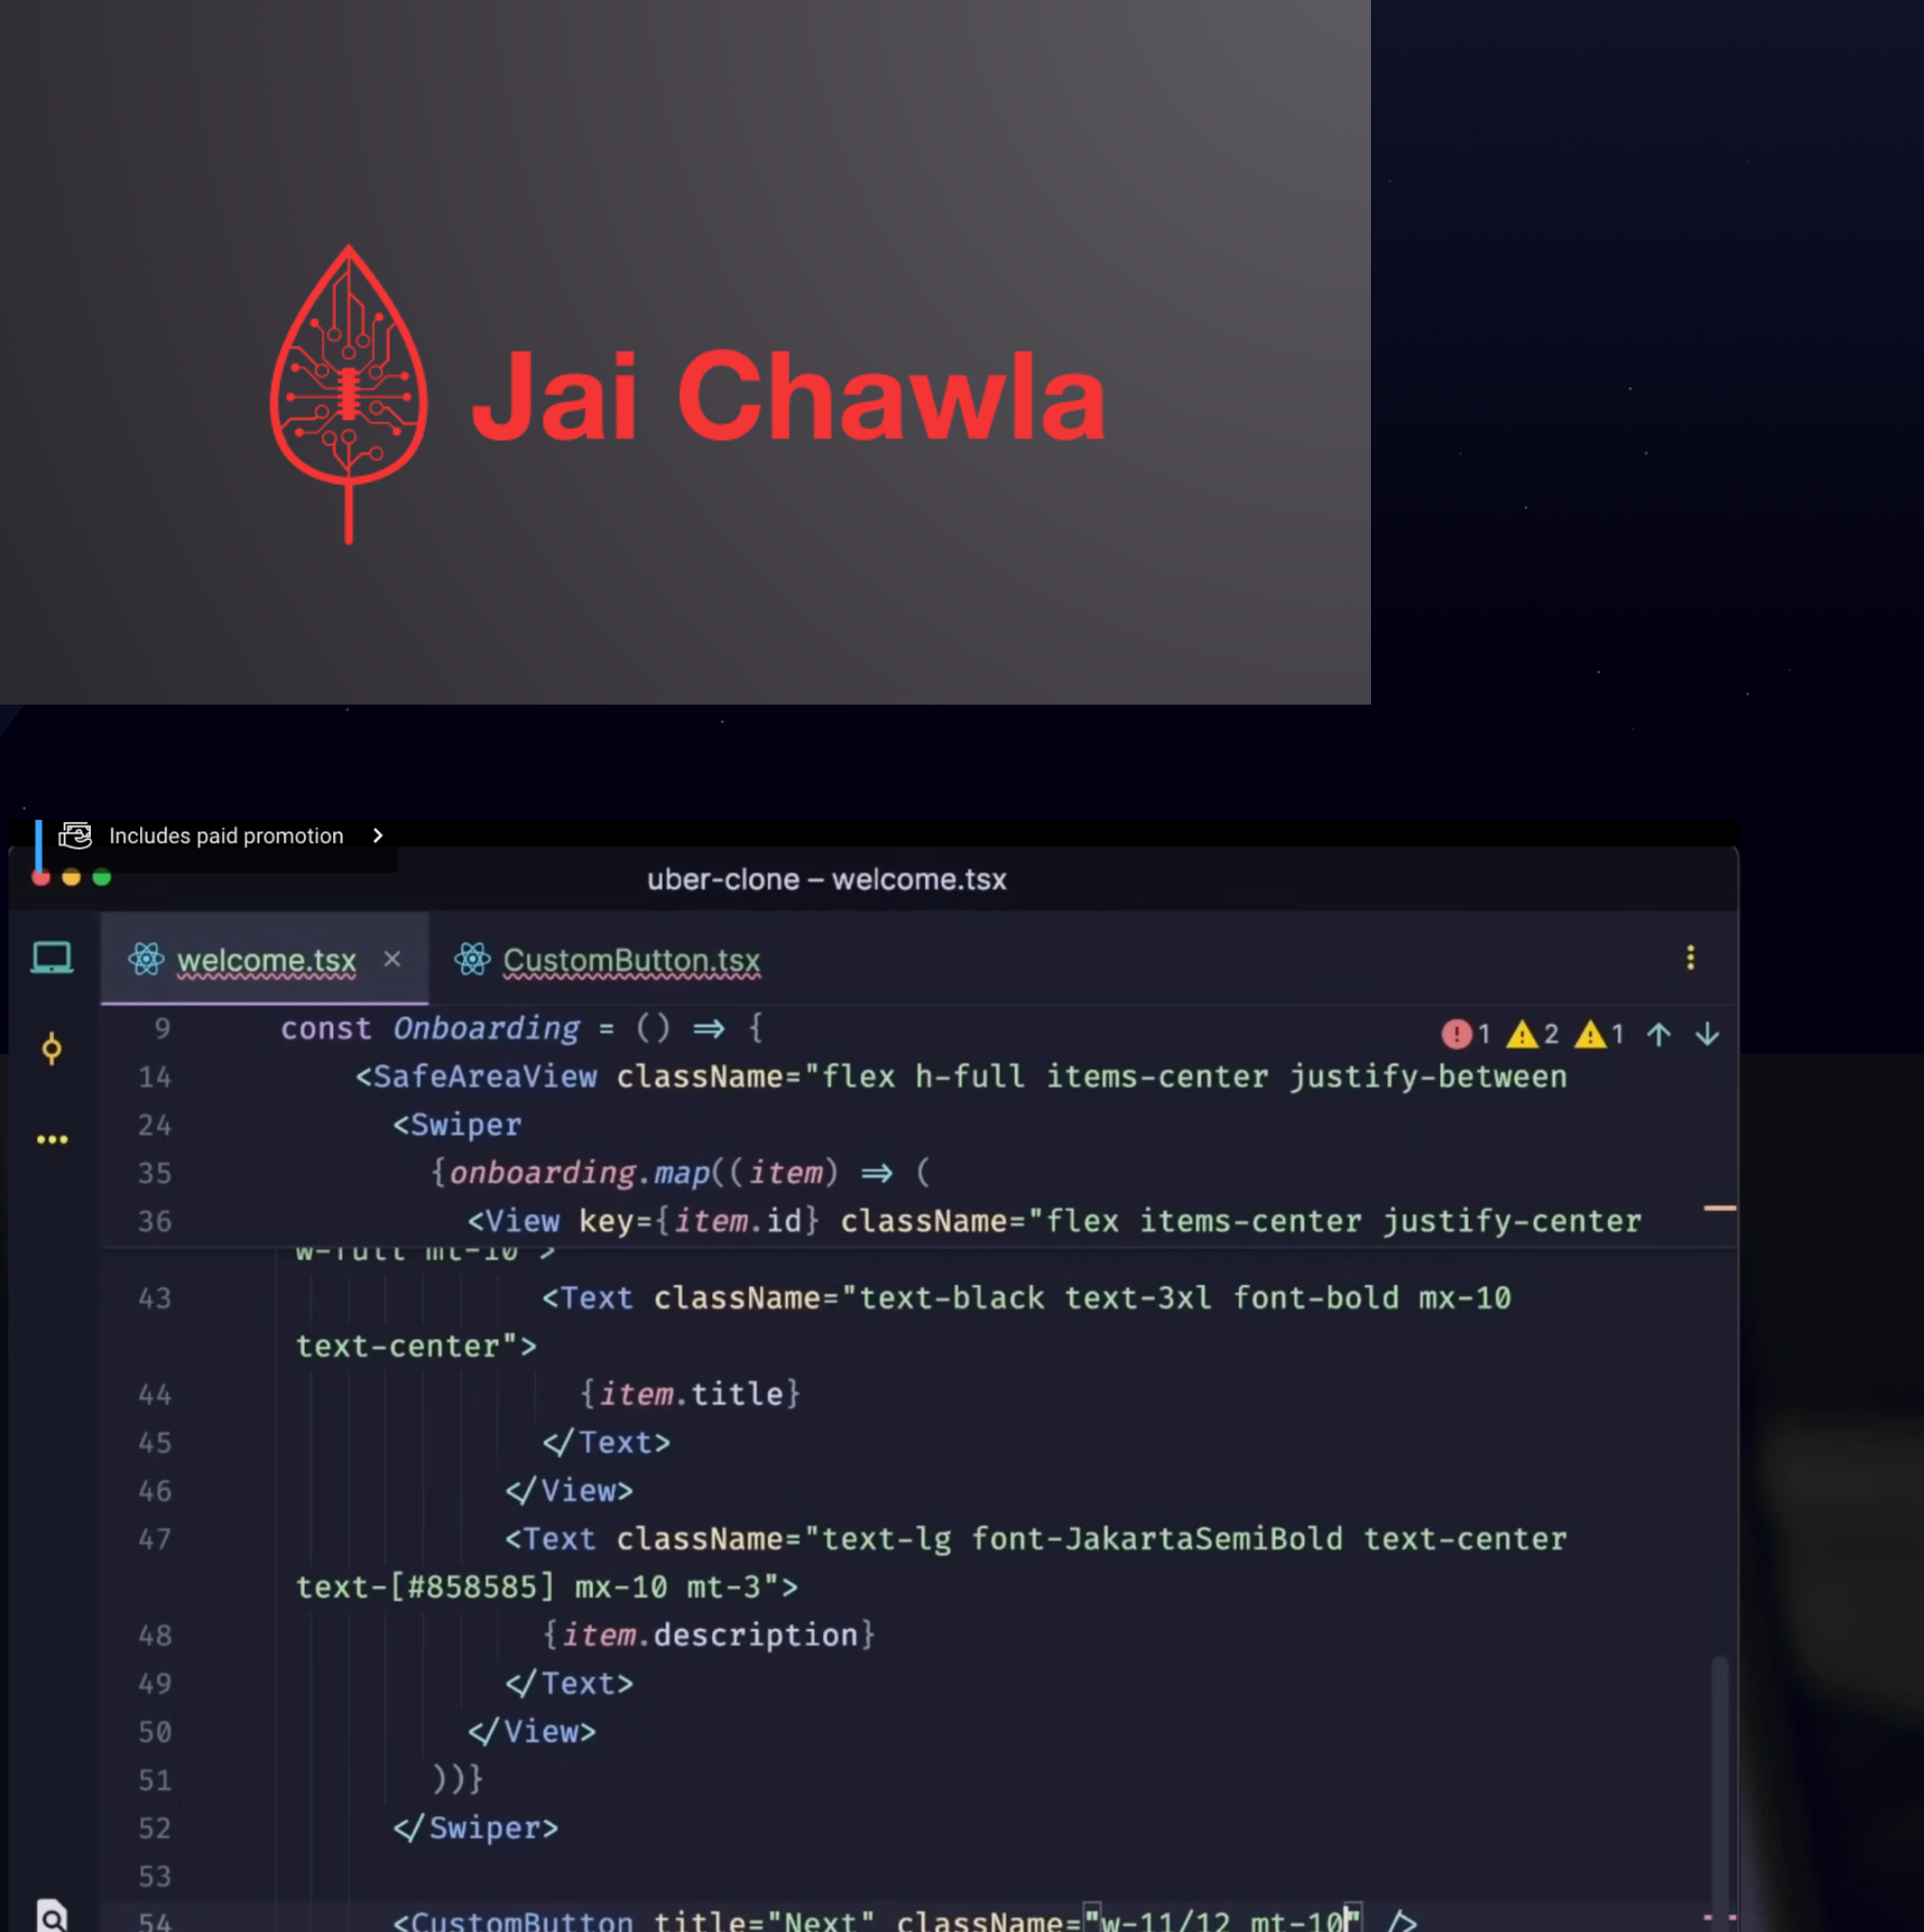 Jai Chawla
Includes paid promotion
uber-clone – welcome.tsx
welcome.tsx
CustomButton.tsx
9 const Onboarding = () => {
1 2 1
14 <SafeAreaView className="flex h-full items-center justify-between
24 <Swiper
35 {onboarding.map((item) => (
36 <View key={item.id} className="flex items-center justify-center
w-full mt-10">
43 <Text className="text-black text-3xl font-bold mx-10
text-center">
44 {item.title}
45 </Text>
46 </View>
47 <Text className="text-lg font-JakartaSemiBold text-center
text-[#858585] mx-10 mt-3">
48 {item.description}
49 </Text>
50 </View>
51 ))}
52 </Swiper>
53
54 <CustomButton title="Next" className="w-11/12 mt-10" />